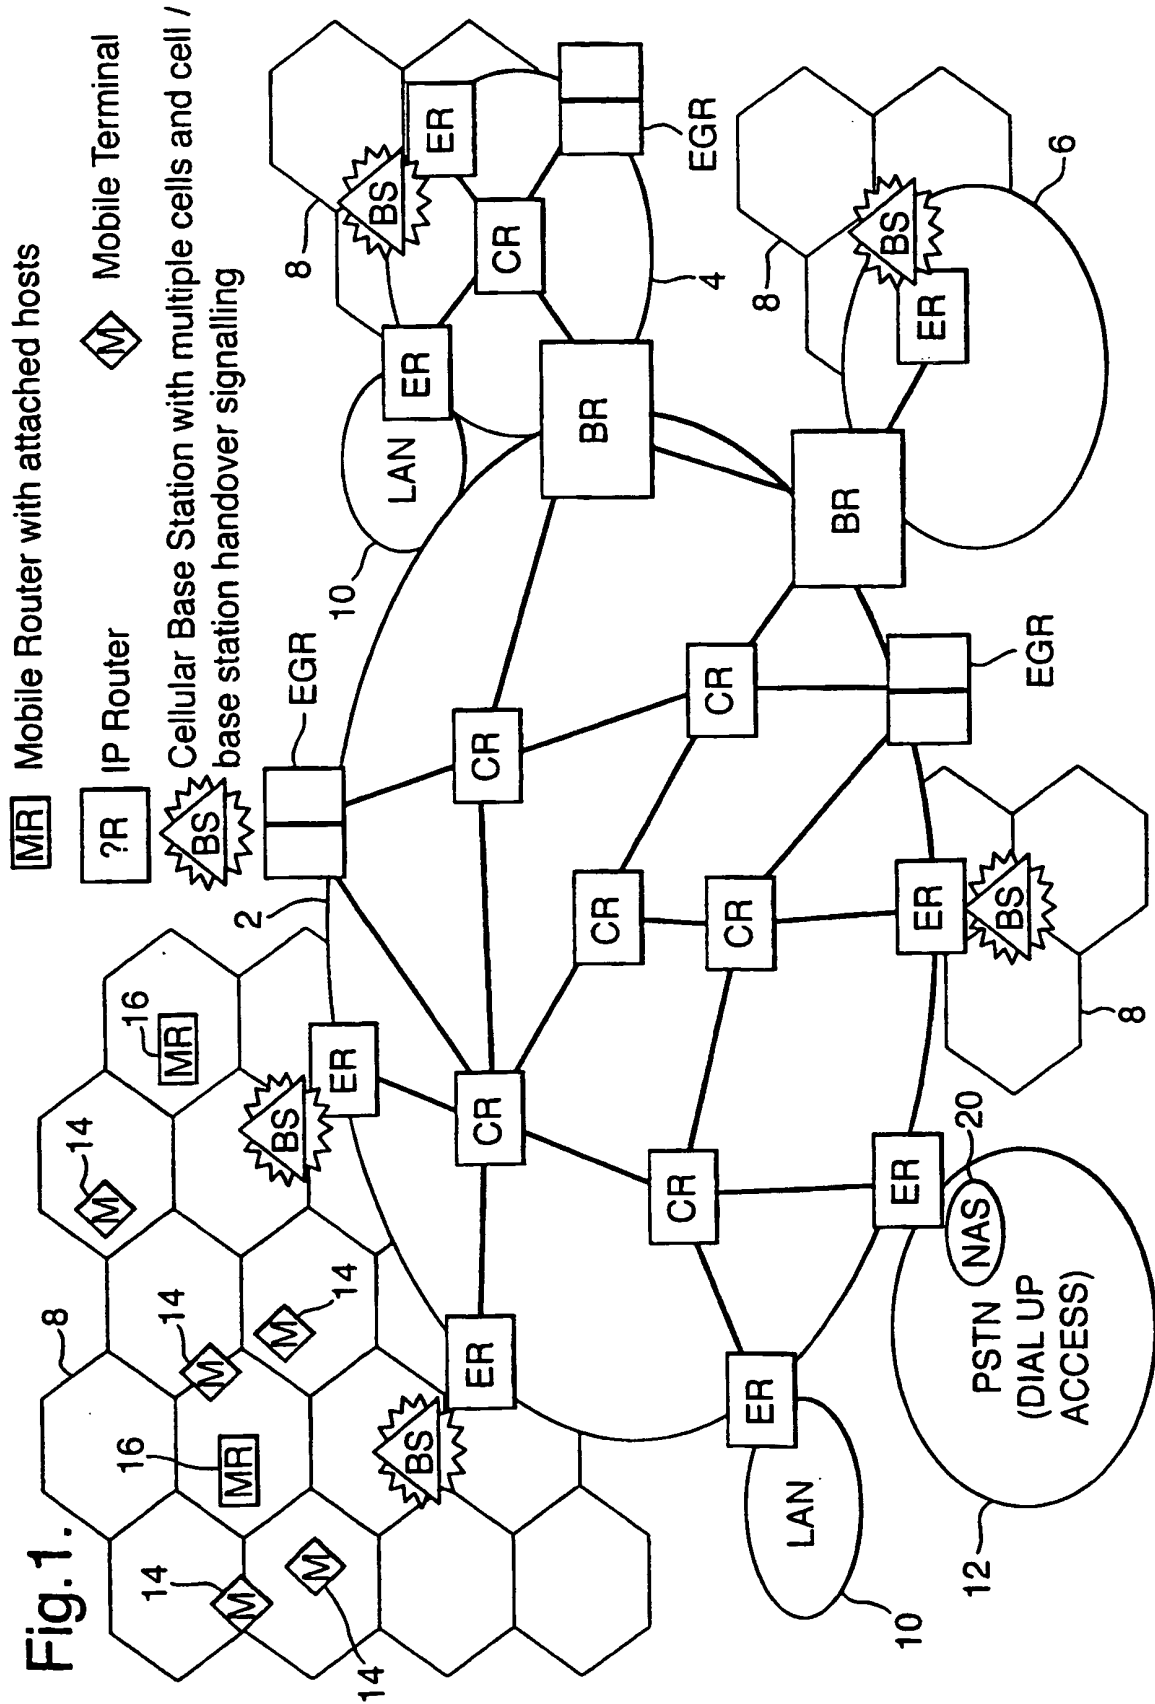 Fig.1.
MR Mobile Router with attached hosts
?R IP Router
M Mobile Terminal
BS Cellular Base Station with multiple cells and cell /
base station handover signalling
8
14
M
16
16
14
14
MR
M
MR
M
2
M
BS
EGR
8
M
14
10
ER
14
BS
LAN
ER
BS
ER
ER
CR
CR
CR
BR
CR
CR
EGR
4
CR
CR
ER
8
LAN
BR
BS
10
ER
ER
ER
20
NAS
12
PSTN
(DIAL UP
ACCESS)
BS
EGR
6
8